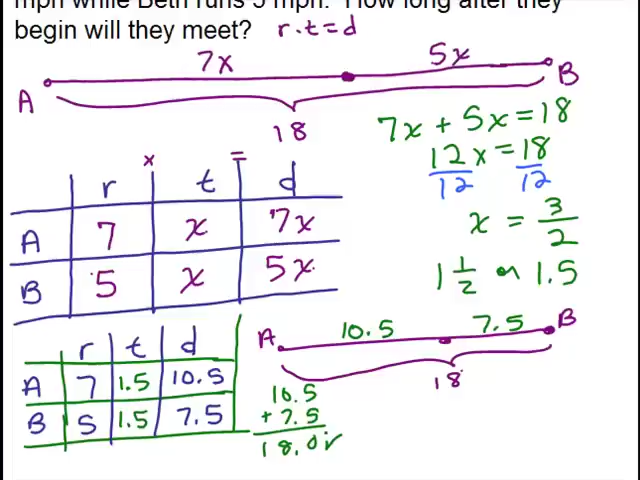 mph while Beth runs 5 mph. How long after they
begin will they meet? r·t=d
7x 5x
A B
18
7x + 5x = 18
12x = 18
12 12
x = 3/2
1 1/2 or 1.5
r x t = d
A 7 x 7x
B 5 x 5x
r t d
A 7 1.5 10.5
B 5 1.5 7.5
A 10.5 7.5 B
18
10.5
+ 7.5
18.0 ✓